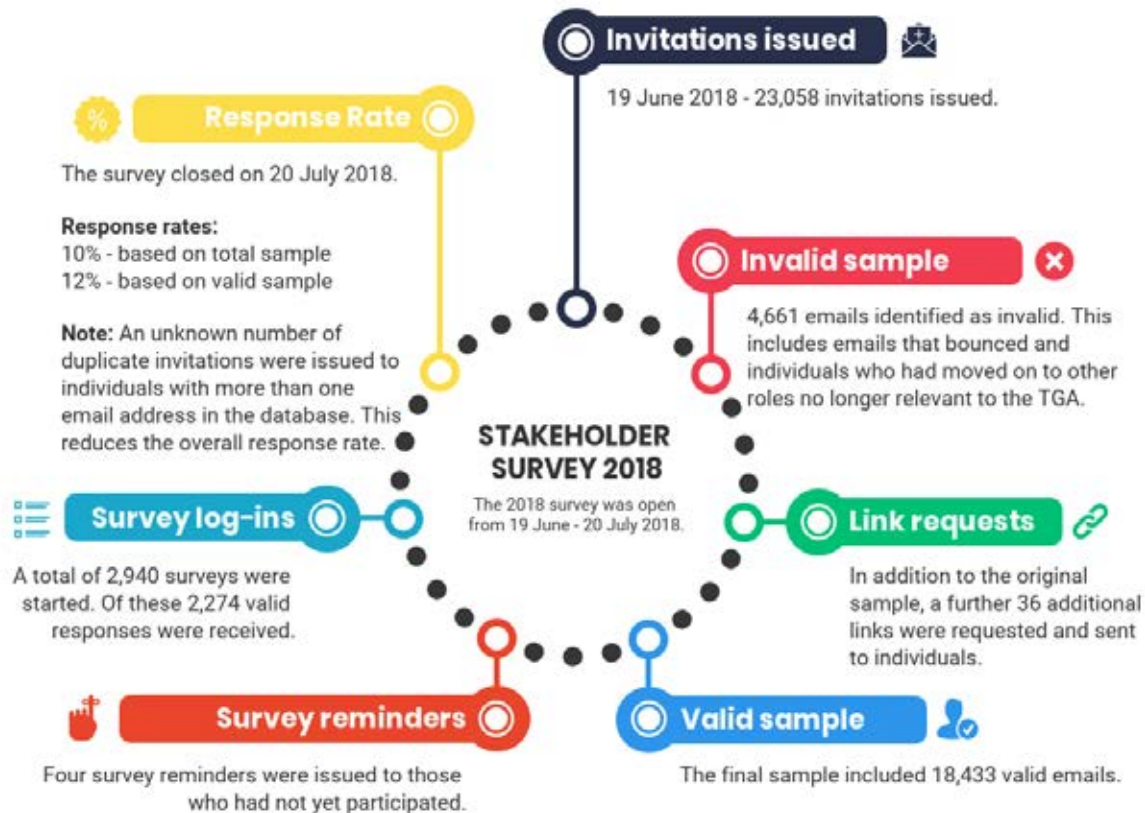 Invitations issued
19 June 2018 - 23,058 invitations issued.
Invalid sample
4,661 emails identified as invalid. This
includes emails that bounced and
individuals who had moved on to other
roles no longer relevant to the TGA.
Link requests
In addition to the original
sample, a further 36 additional
links were requested and sent
to individuals.
Valid sample
The final sample included 18,433 valid emails.
Survey reminders
Four survey reminders were issued to those
who had not yet participated.
Survey log-ins
A total of 2,940 surveys were
started. Of these 2,274 valid
responses were received.
%
Response Rate
The survey closed on 20 July 2018.
Response rates:
10% - based on total sample
12% - based on valid sample
Note: An unknown number of
duplicate invitations were issued to
individuals with more than one
email address in the database. This
reduces the overall response rate.
STAKEHOLDER
SURVEY 2018
The 2018 survey was open
from 19 June - 20 July 2018.